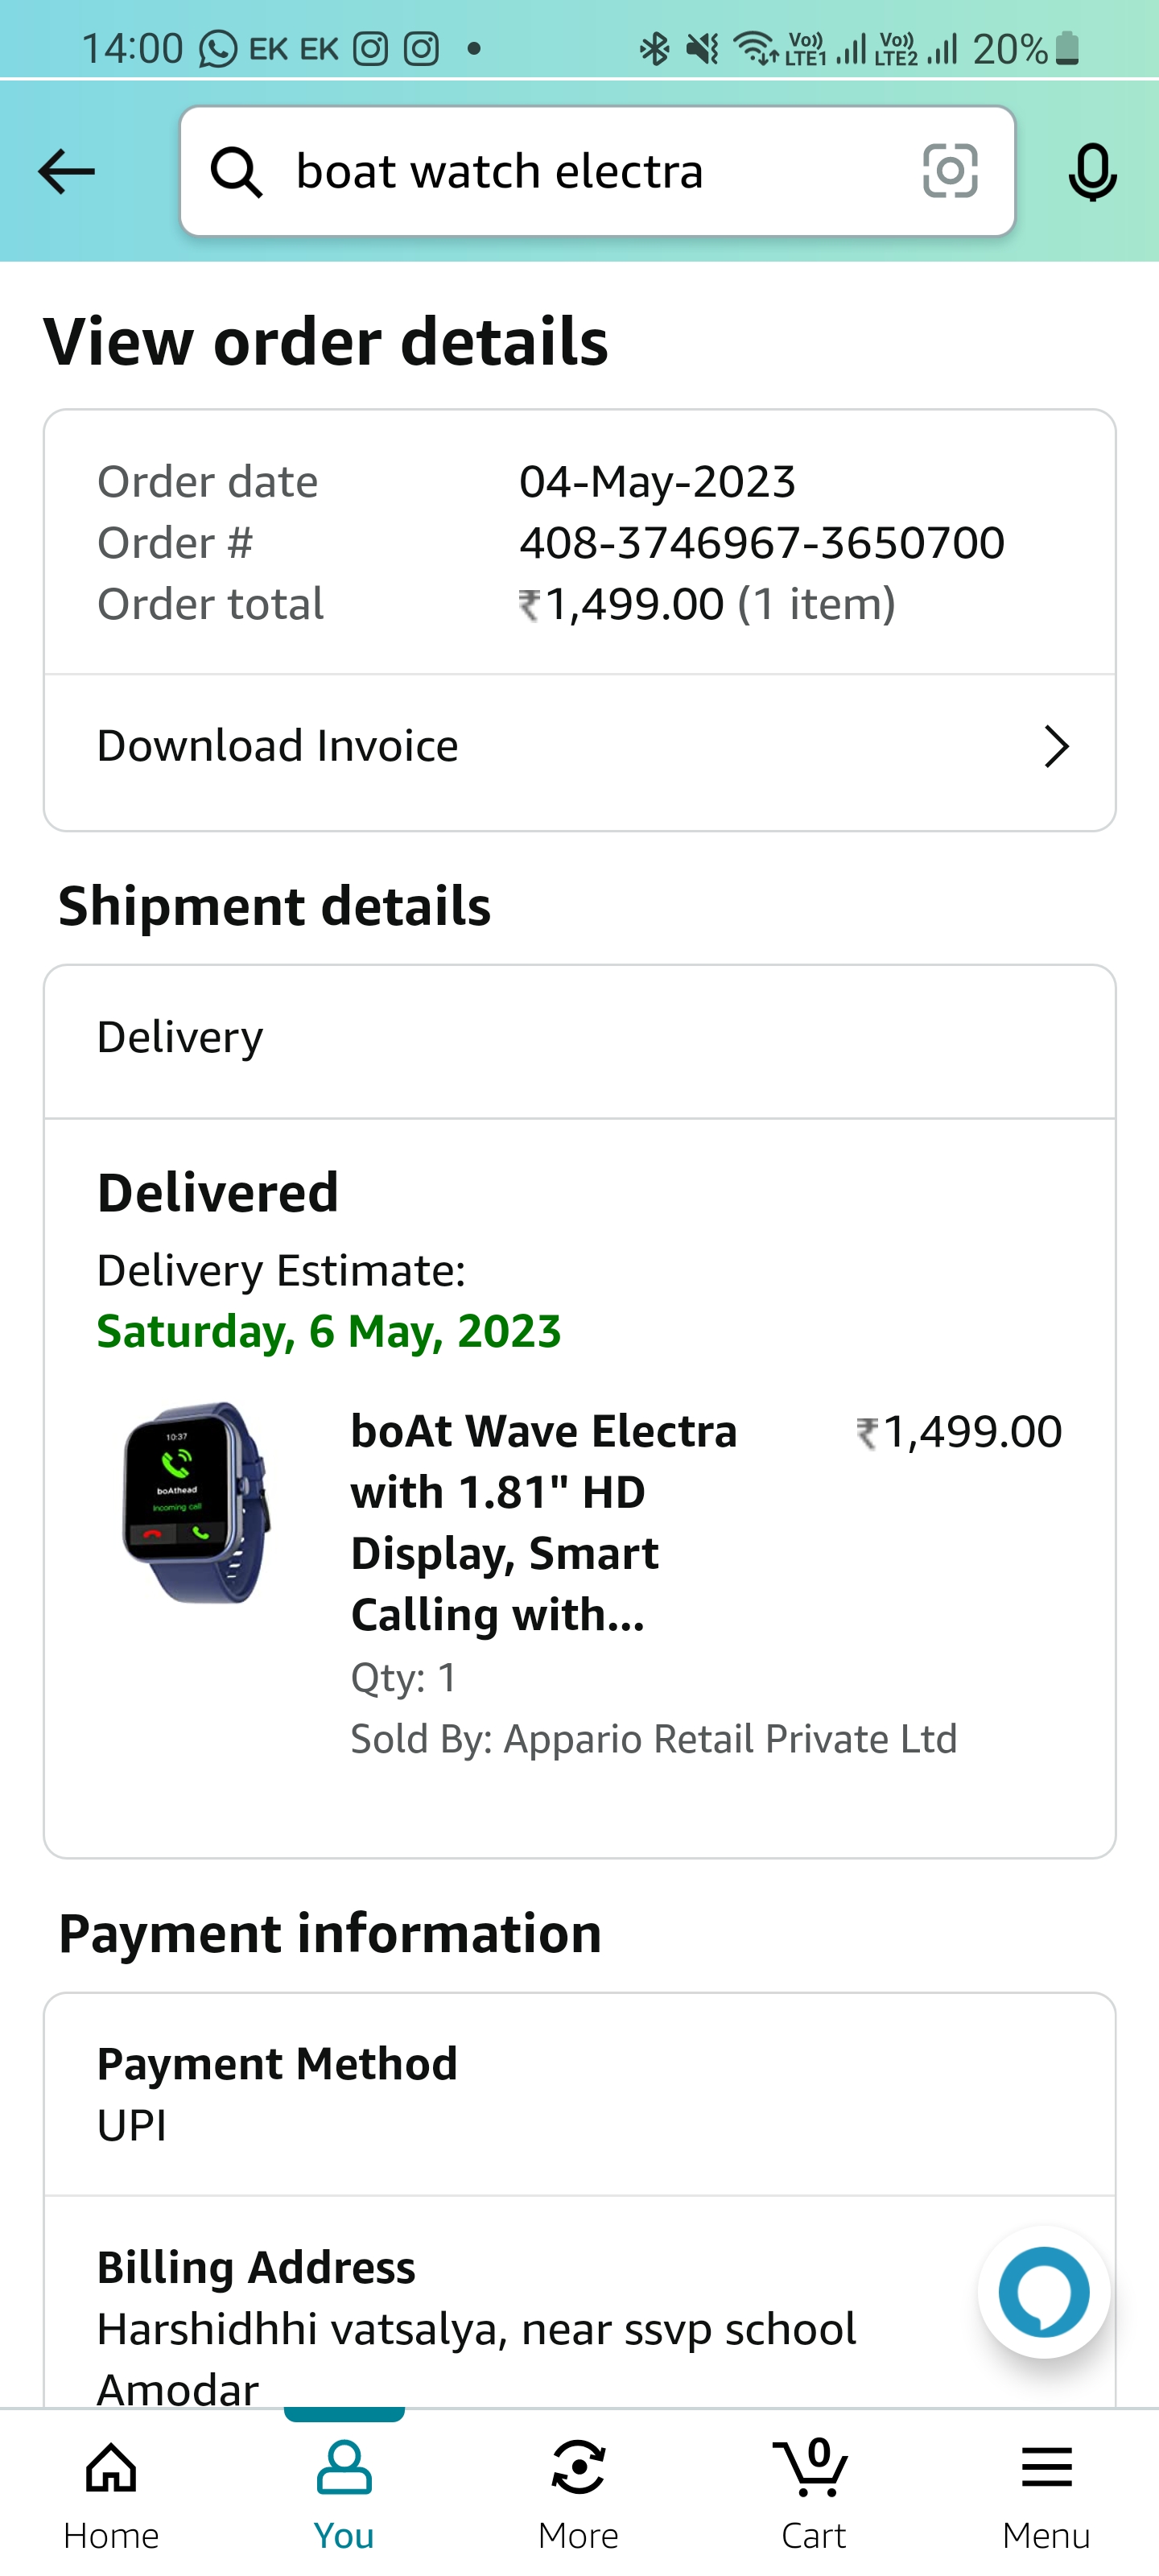 14:00 EK EK Vo)) LTE1 Vo)) LTE2 20%
boat watch electra
View order details
Order date 04-May-2023
Order # 408-3746967-3650700
Order total ₹1,499.00 (1 item)
Download Invoice
Shipment details
Delivery
Delivered
Delivery Estimate:
Saturday, 6 May, 2023
10:37
boAthead
Incoming call
boAt Wave Electra ₹1,499.00
with 1.81" HD
Display, Smart
Calling with...
Qty: 1
Sold By: Appario Retail Private Ltd
Payment information
Payment Method
UPI
Billing Address
Harshidhhi vatsalya, near ssvp school
Amodar
0
Home You More Cart Menu